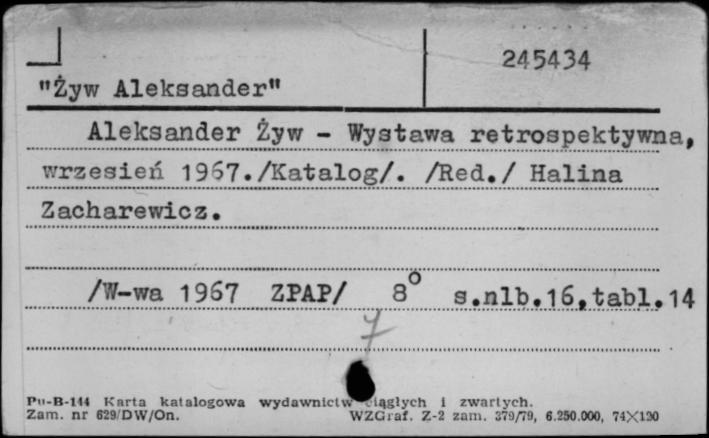 245434
"Żyw Aleksander"
Aleksander Żyw - Wystawa retrospektywna,
wrzesień 1967./Katalog/. /Red./ Halina
Zacharewicz.
/W-wa 1967 ZPAP/ 8° s.nlb.16,tabl.14
7
Pu-B-144 Karta katalogowa wydawnictw ciągłych i zwartych.
Zam. nr 629/DW/On. WZGraf. Z-2 zam. 379/79, 6.250.000, 74X120